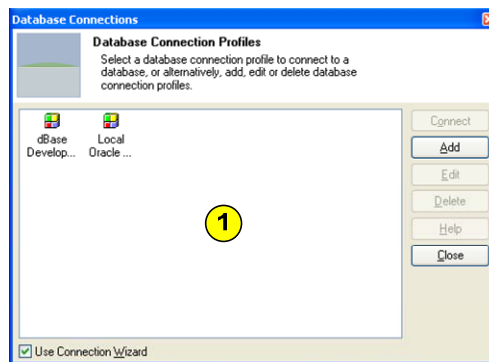 Database Connections
Database Connection Profiles
Select a database connection profile to connect to a
database, or alternatively, add, edit or delete database
connection profiles.
dBase
Develop...
Local
Oracle ...
1
Connect
Add
Edit
Delete
Help
Close
Use Connection Wizard